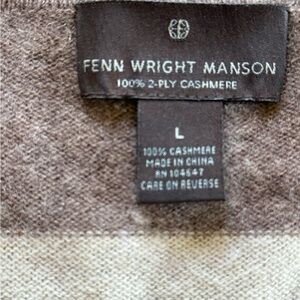 FENN WRIGHT MANSON
100% 2-PLY CASHMERE
L
100% CASHMERE
MADE IN CHINA
RN 104647
CARE ON REVERSE